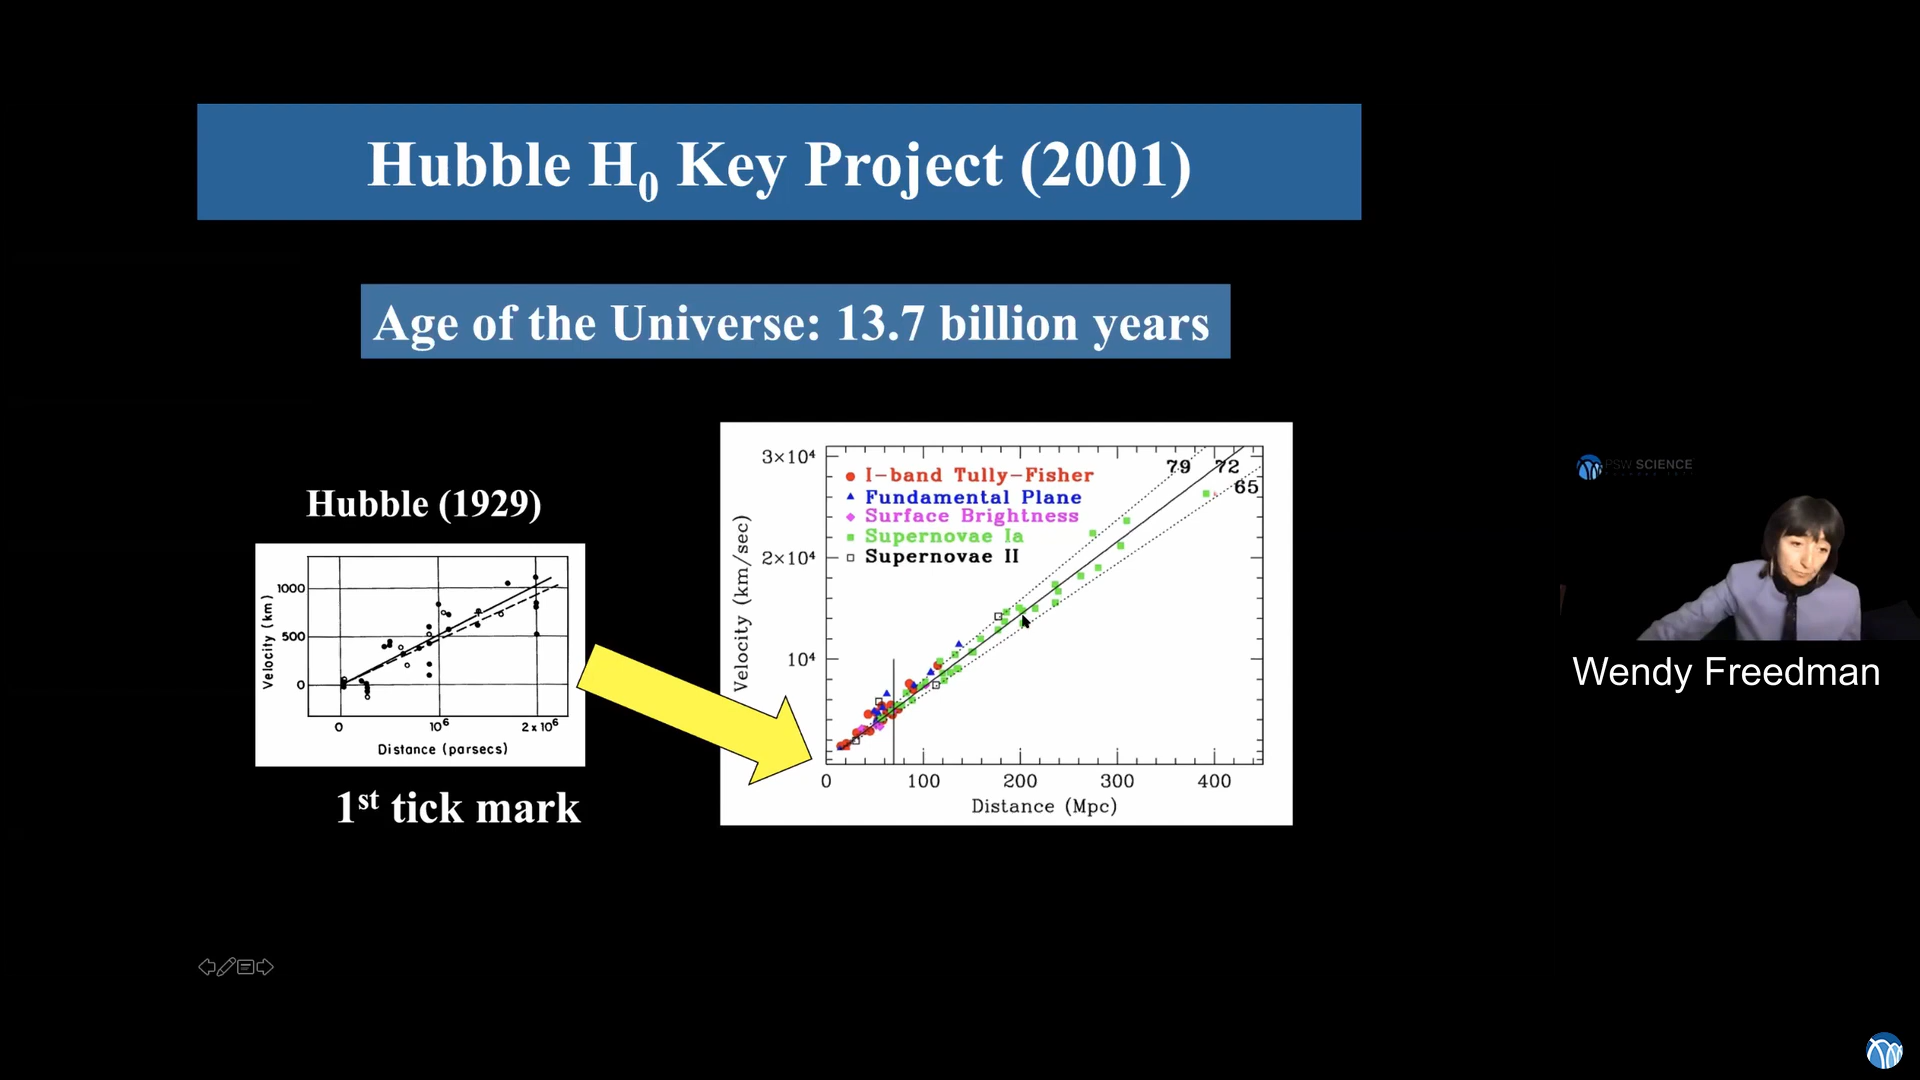 Hubble H₀ Key Project (2001)
Age of the Universe: 13.7 billion years
Hubble (1929)
1000
500
0
Velocity (km)
0
10⁶
2 x 10⁶
Distance (parsecs)
1st tick mark
3×10⁴
2×10⁴
10⁴
Velocity (km/sec)
I-band Tully-Fisher
Fundamental Plane
Surface Brightness
Supernovae Ia
Supernovae II
79
72
65
0
100
200
300
400
Distance (Mpc)
PSW SCIENCE
Wendy Freedman